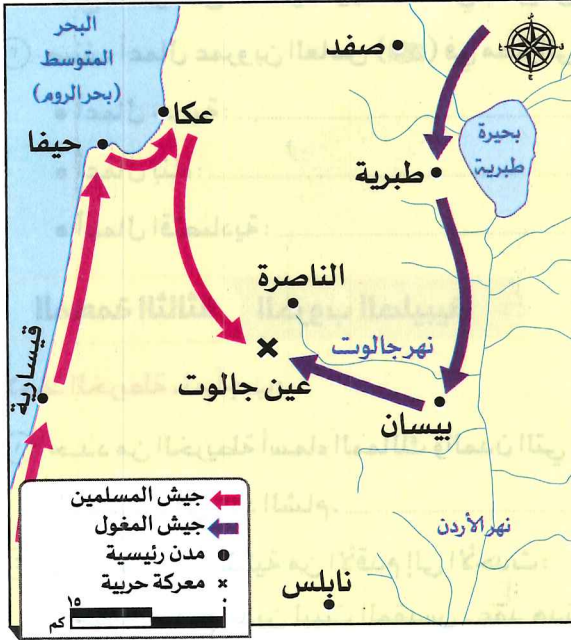 البحر
المتوسط
(بحر الروم)
صفد
عكا
حيفا
بحيرة
طبرية
طبرية
الناصرة
نهر جالوت
عين جالوت
قيسارية
بيسان
نهر الأردن
نابلس
جيش المسلمين
جيش المغول
مدن رئيسية
معركة حربية
١٥
٠
كم